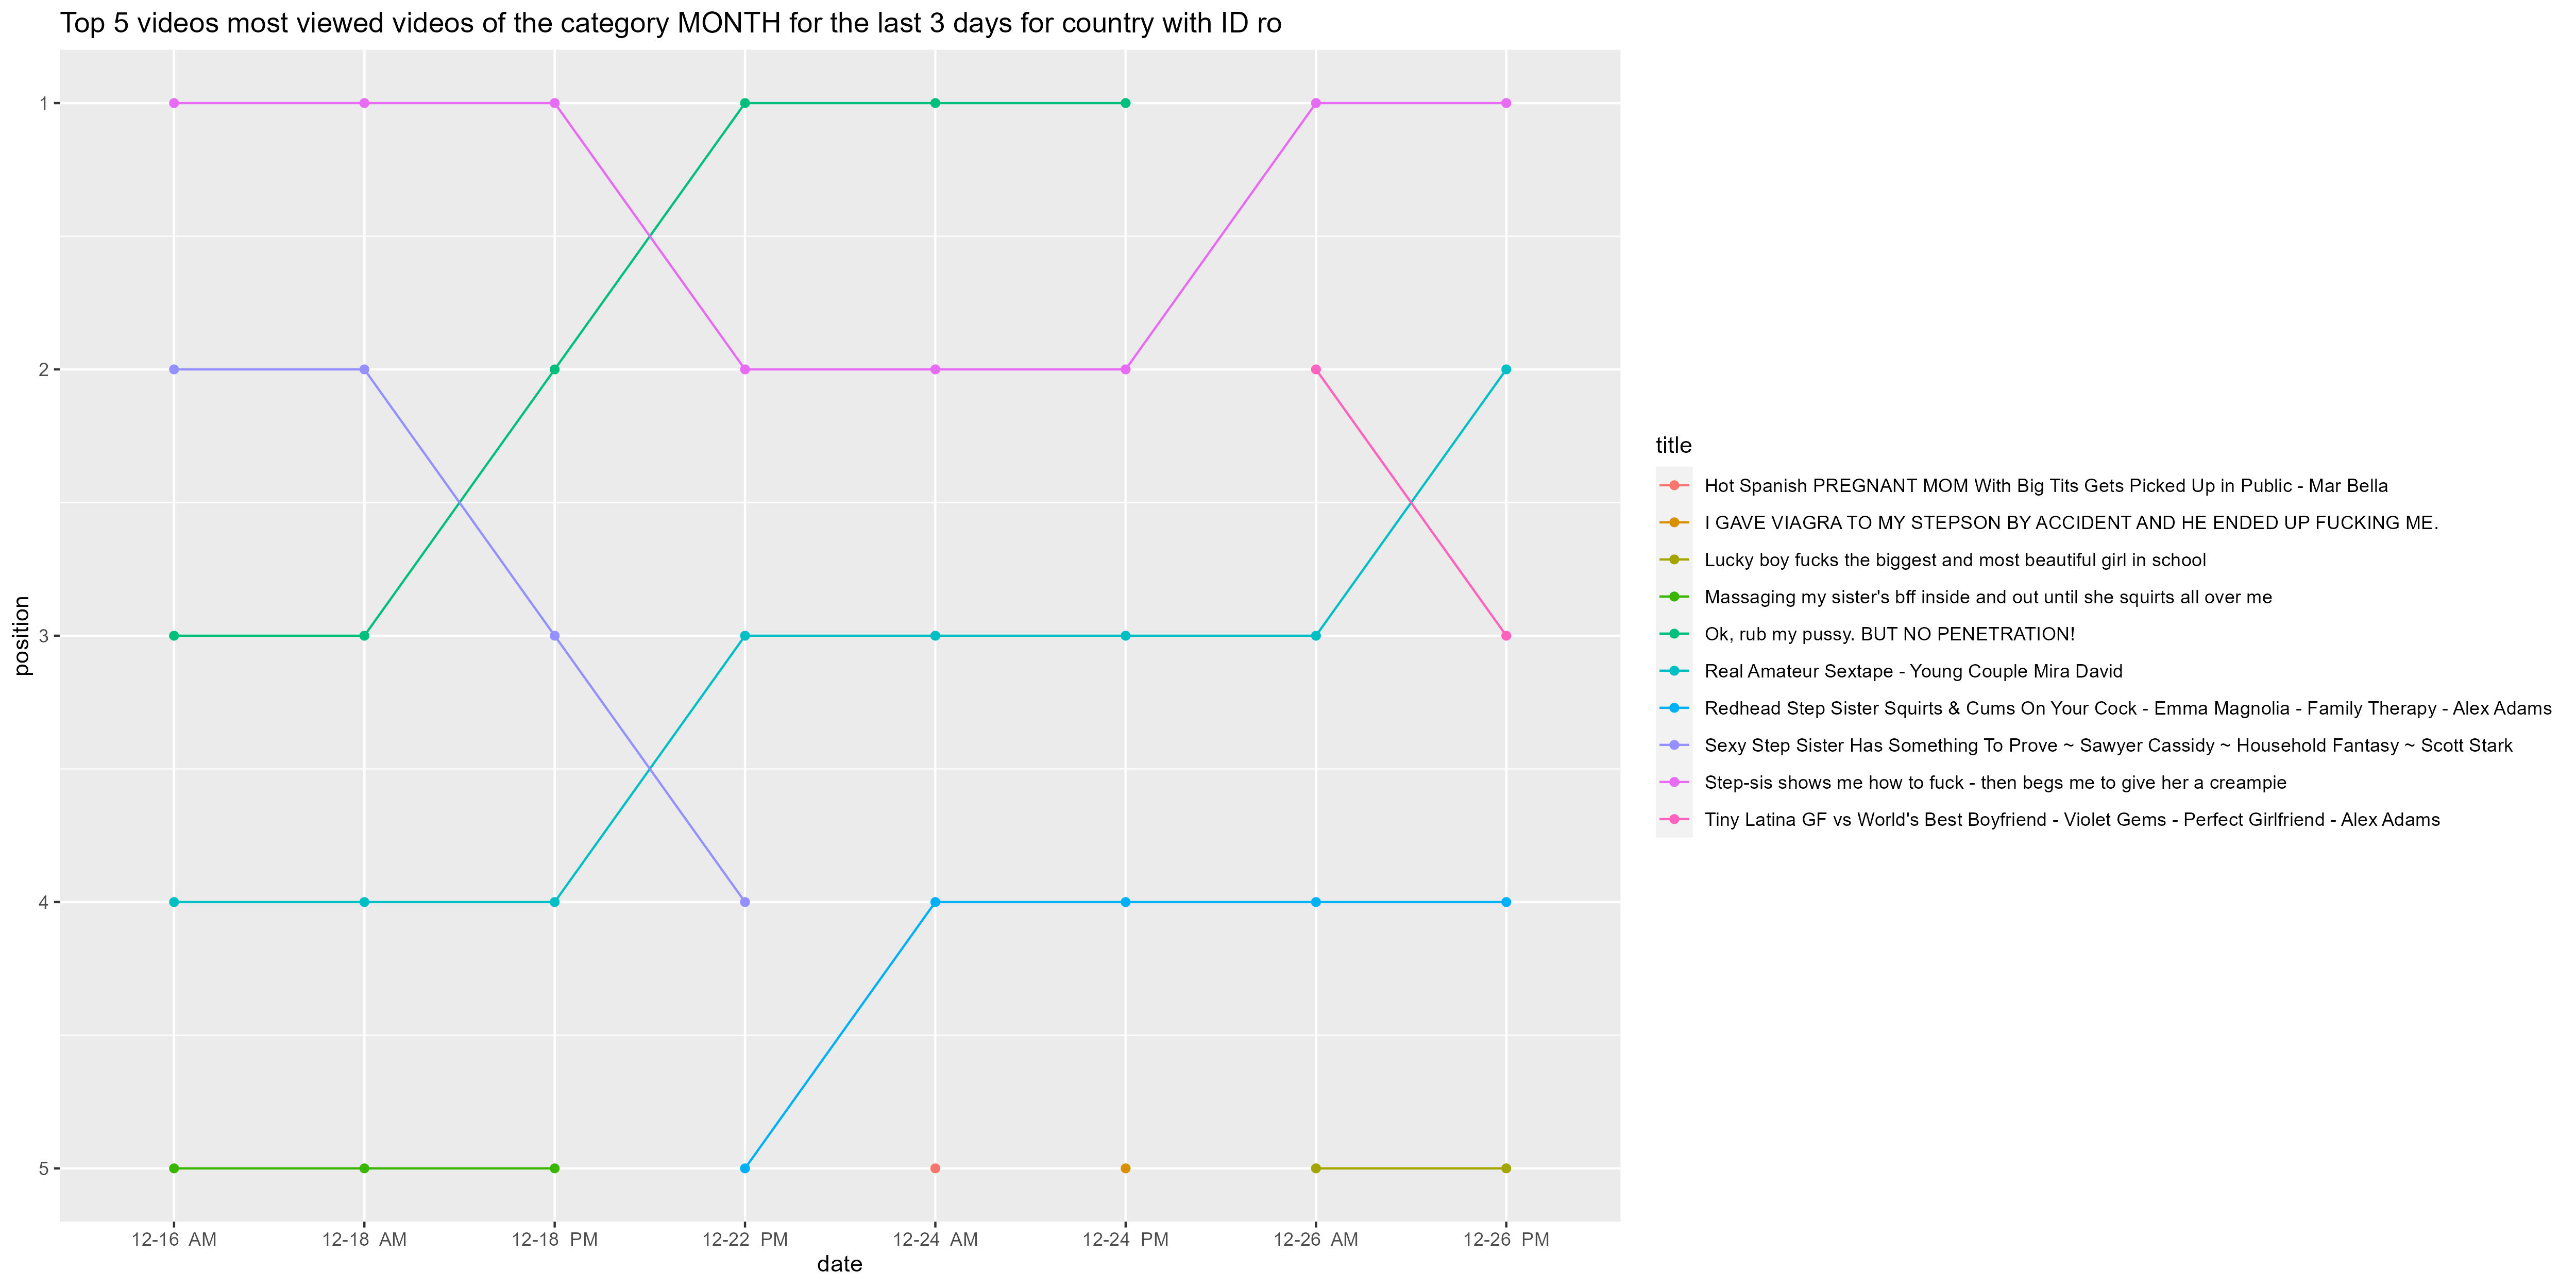 Top 5 videos most viewed videos of the category MONTH for the last 3 days for country with ID ro
position
1
2
3
4
5
12-16 AM
12-18 AM
12-18 PM
12-22 PM
12-24 AM
12-24 PM
12-26 AM
12-26 PM
date
title
Hot Spanish PREGNANT MOM With Big Tits Gets Picked Up in Public - Mar Bella
I GAVE VIAGRA TO MY STEPSON BY ACCIDENT AND HE ENDED UP FUCKING ME.
Lucky boy fucks the biggest and most beautiful girl in school
Massaging my sister's bff inside and out until she squirts all over me
Ok, rub my pussy. BUT NO PENETRATION!
Real Amateur Sextape - Young Couple Mira David
Redhead Step Sister Squirts & Cums On Your Cock - Emma Magnolia - Family Therapy - Alex Adams
Sexy Step Sister Has Something To Prove ~ Sawyer Cassidy ~ Household Fantasy ~ Scott Stark
Step-sis shows me how to fuck - then begs me to give her a creampie
Tiny Latina GF vs World's Best Boyfriend - Violet Gems - Perfect Girlfriend - Alex Adams